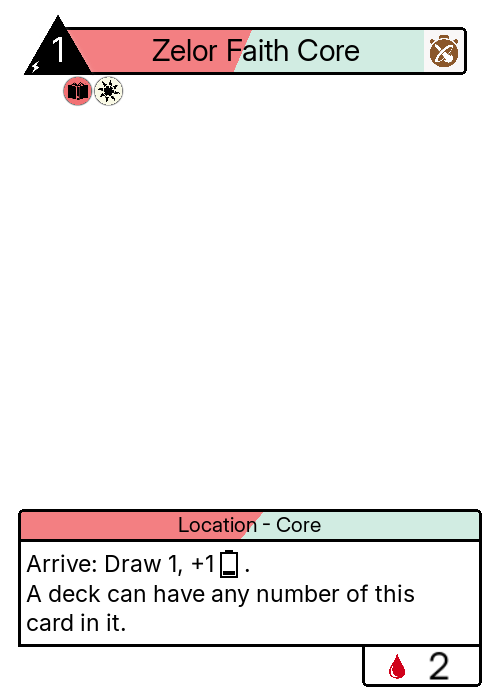 1 Zelor Faith Core
Location - Core
Arrive: Draw 1, +1 .
A deck can have any number of this
card in it.
2